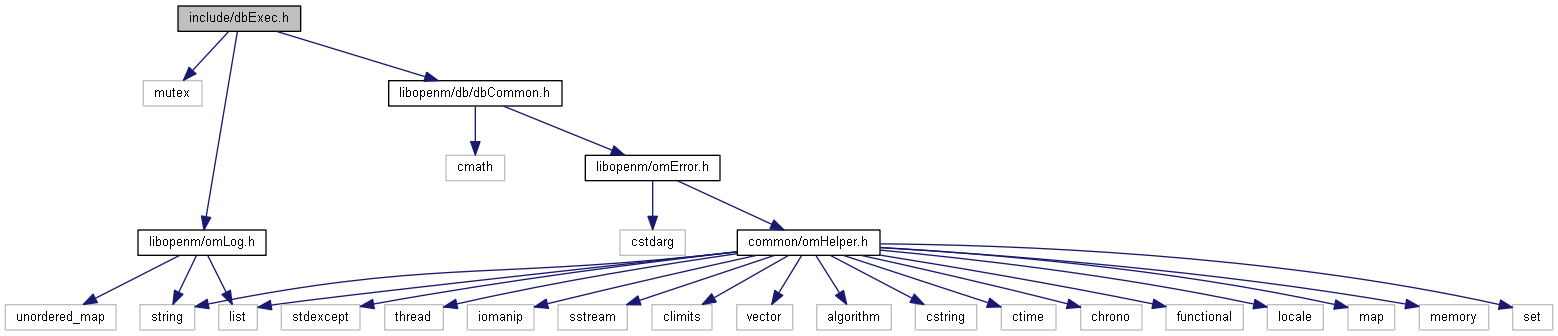 include/dbExec.h
mutex
libopenm/db/dbCommon.h
cmath
libopenm/omError.h
libopenm/omLog.h
cstdarg
common/omHelper.h
unordered_map
string
list
stdexcept
thread
iomanip
sstream
climits
vector
algorithm
cstring
ctime
chrono
functional
locale
map
memory
set